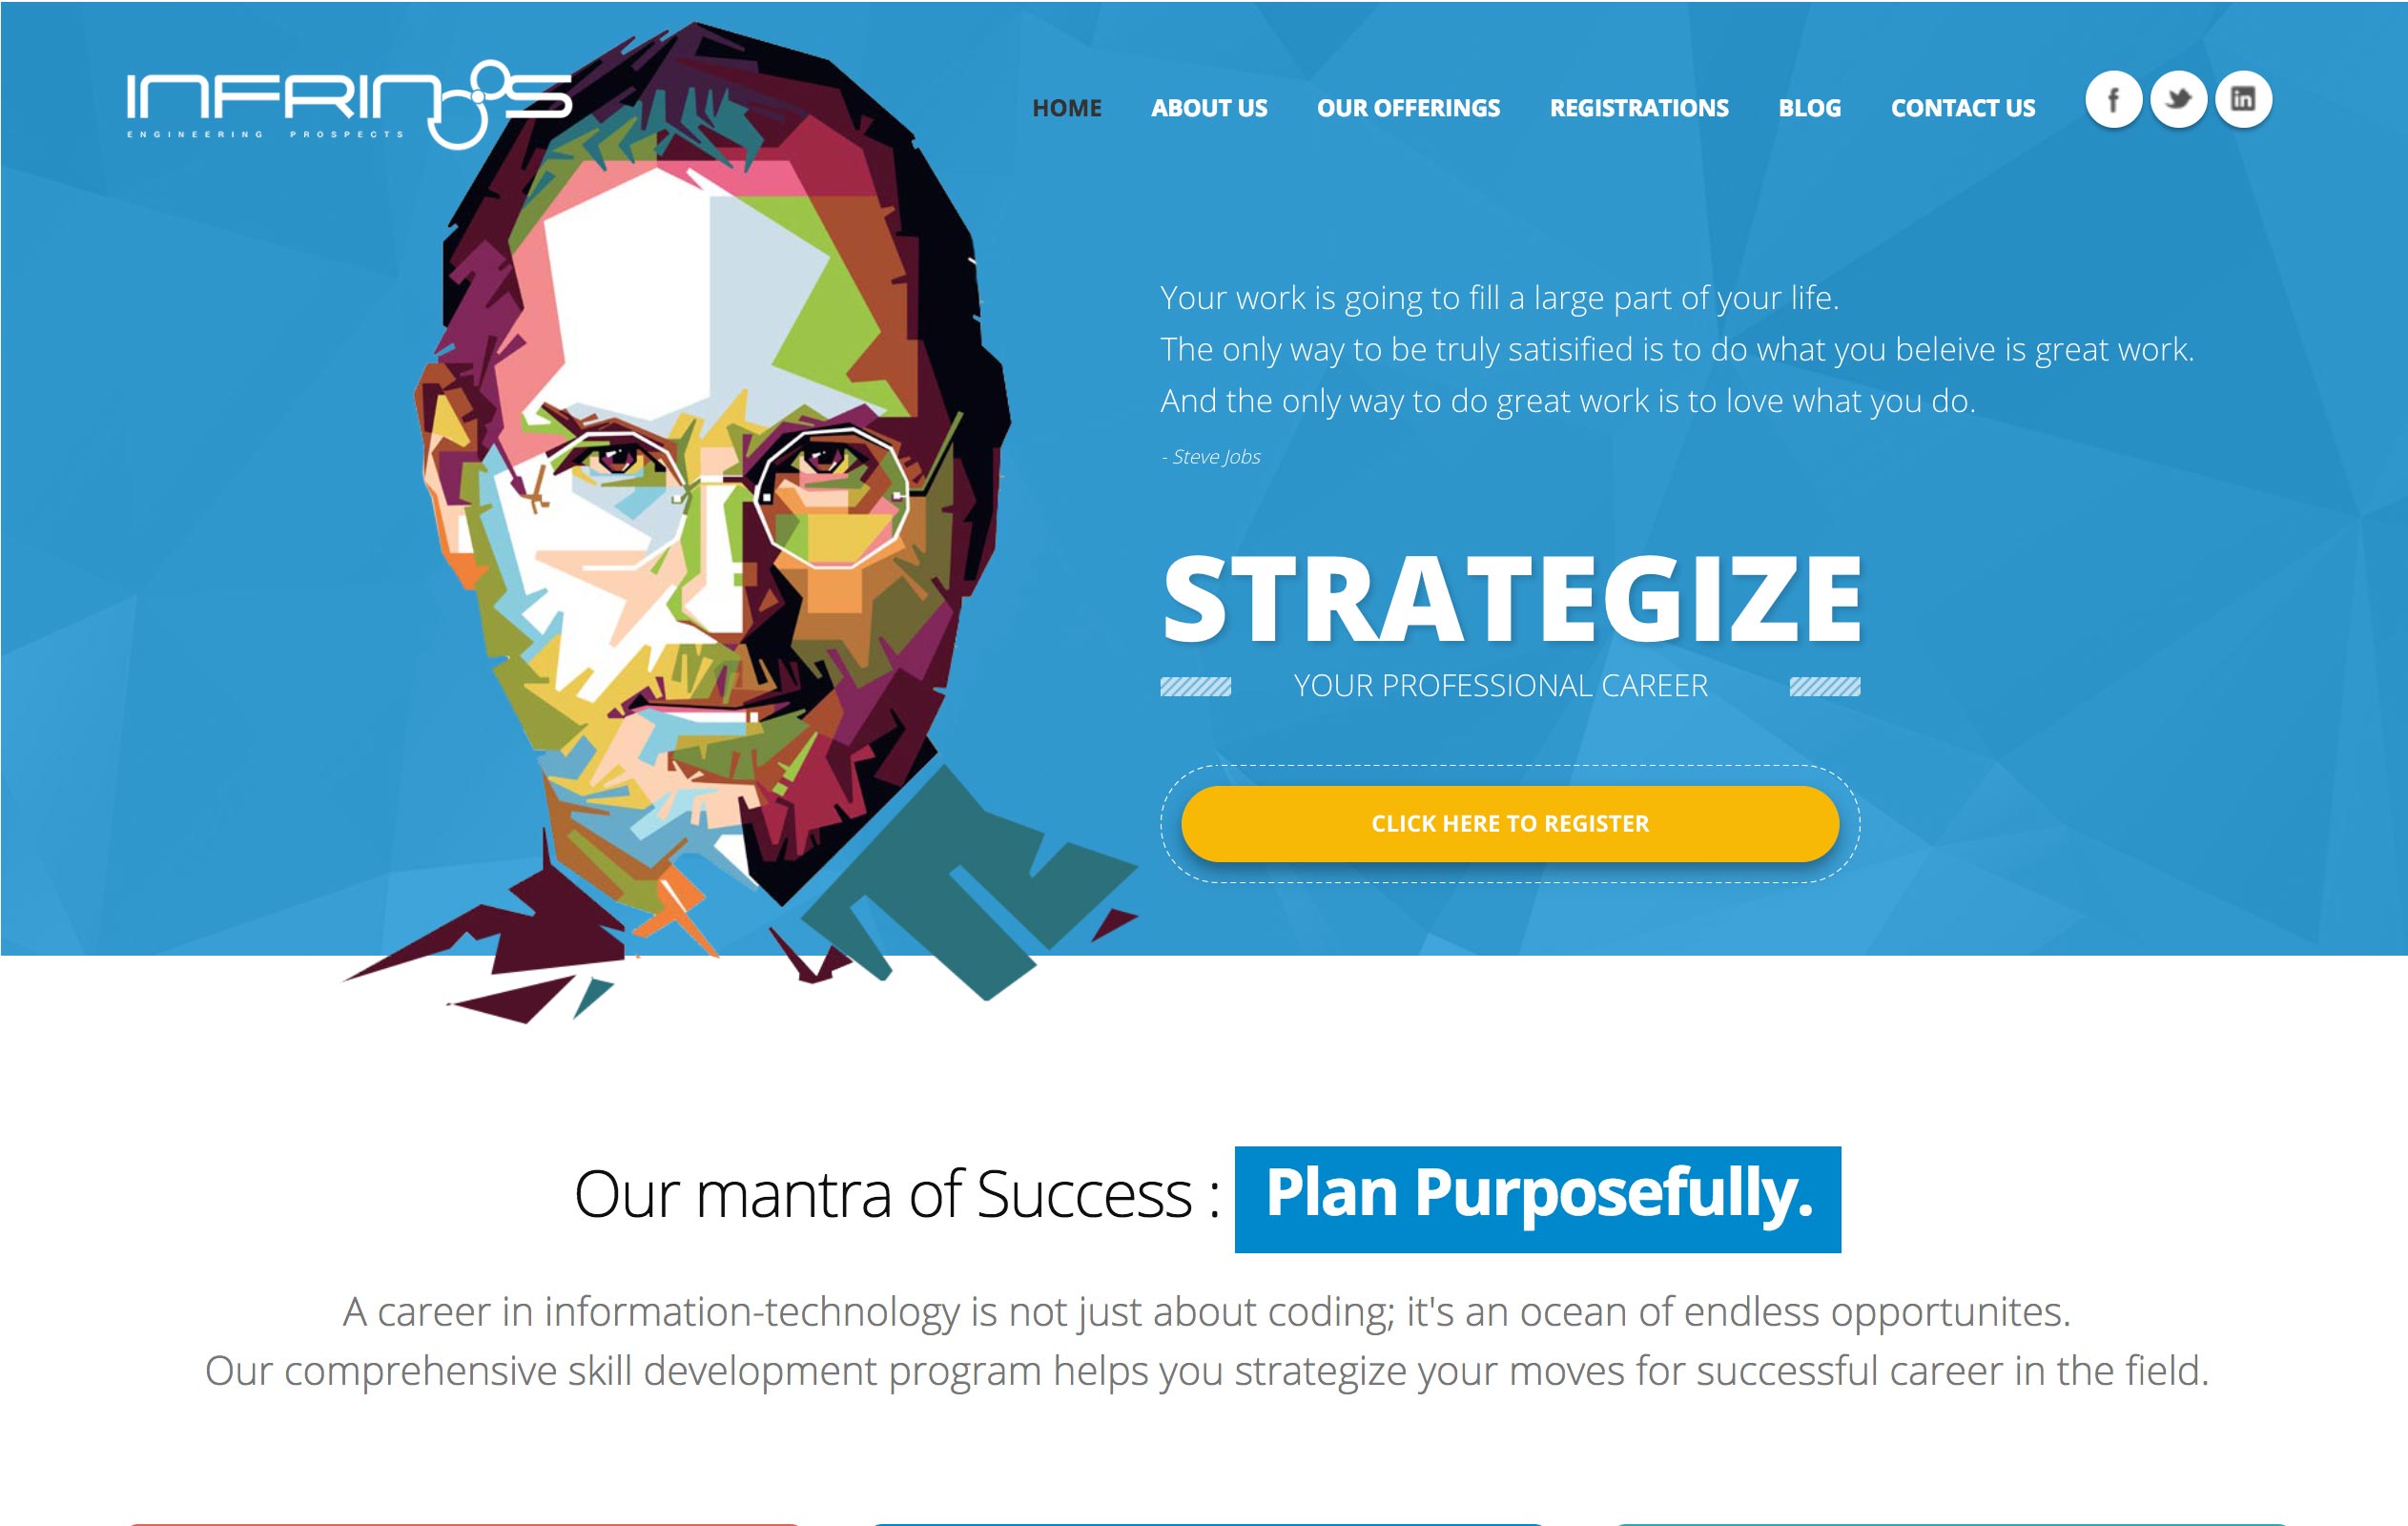 INFRINGS
ENGINEERING PROSPECTS
HOME ABOUT US OUR OFFERINGS REGISTRATIONS BLOG CONTACT US
f in
Your work is going to fill a large part of your life.
The only way to be truly satisified is to do what you beleive is great work.
And the only way to do great work is to love what you do.
- Steve Jobs
STRATEGIZE
YOUR PROFESSIONAL CAREER
CLICK HERE TO REGISTER
Our mantra of Success : Plan Purposefully.
A career in information-technology is not just about coding; it's an ocean of endless opportunites.
Our comprehensive skill development program helps you strategize your moves for successful career in the field.